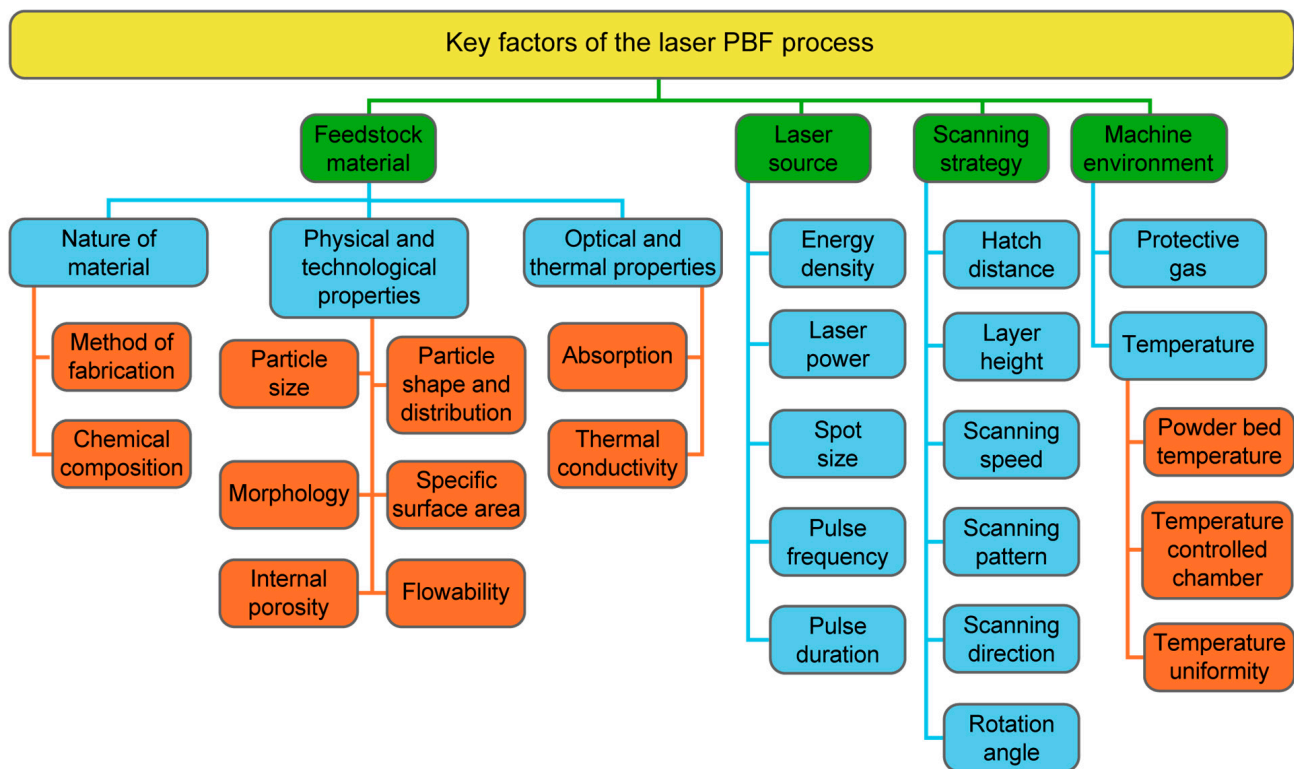 Key factors of the laser PBF process
Feedstock
material
Laser
source
Scanning
strategy
Machine
environment
Nature of
material
Physical and
technological
properties
Optical and
thermal properties
Method of
fabrication
Chemical
composition
Particle
size
Particle
shape and
distribution
Morphology
Specific
surface area
Internal
porosity
Flowability
Absorption
Thermal
conductivity
Energy
density
Laser
power
Spot
size
Pulse
frequency
Pulse
duration
Hatch
distance
Layer
height
Scanning
speed
Scanning
pattern
Scanning
direction
Rotation
angle
Protective
gas
Temperature
Powder bed
temperature
Temperature
controlled
chamber
Temperature
uniformity